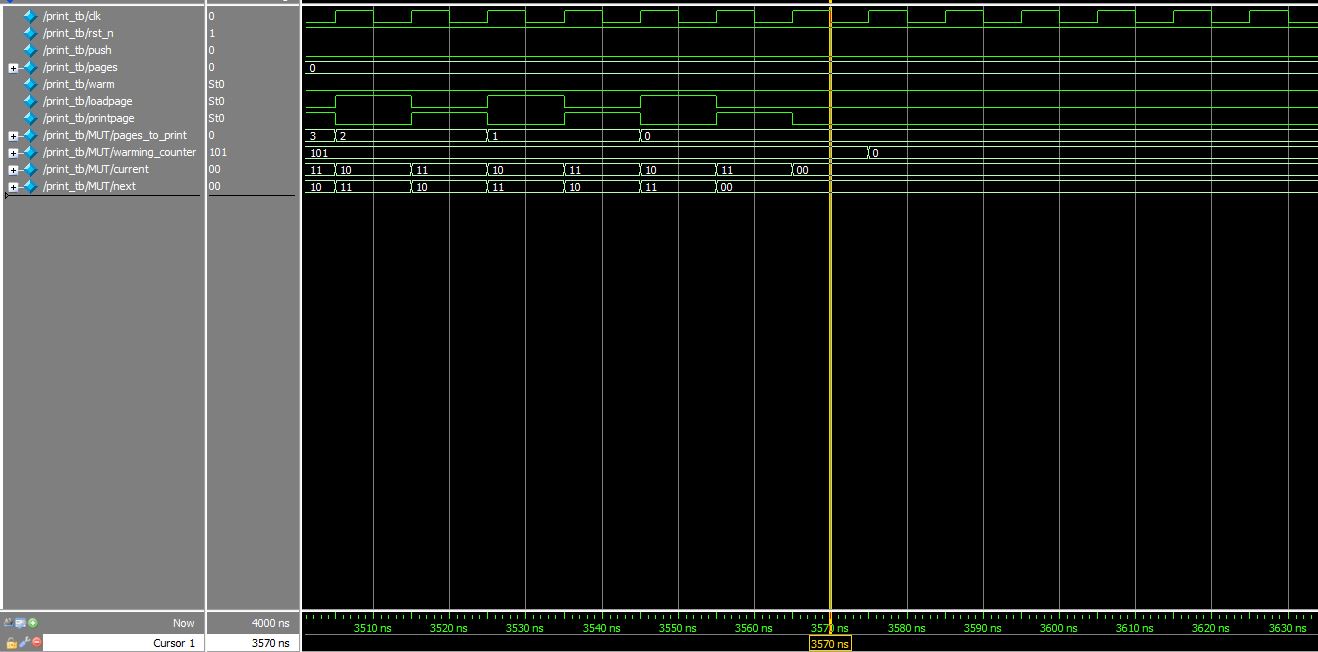 /print_tb/clk 0
/print_tb/rst_n 1
/print_tb/push 0
/print_tb/pages 0 0
/print_tb/warm St0
/print_tb/loadpage St0
/print_tb/printpage St0
/print_tb/MUT/pages_to_print 0 3 2 1 0
/print_tb/MUT/warming_counter 101 101 0
/print_tb/MUT/current 00 11 10 11 10 11 10 11 00
/print_tb/MUT/next 00 10 11 10 11 10 11 00
Now 4000 ns 3510 ns 3520 ns 3530 ns 3540 ns 3550 ns 3560 ns 3570 ns 3580 ns 3590 ns 3600 ns 3610 ns 3620 ns 3630 ns
Cursor 1 3570 ns 3570 ns